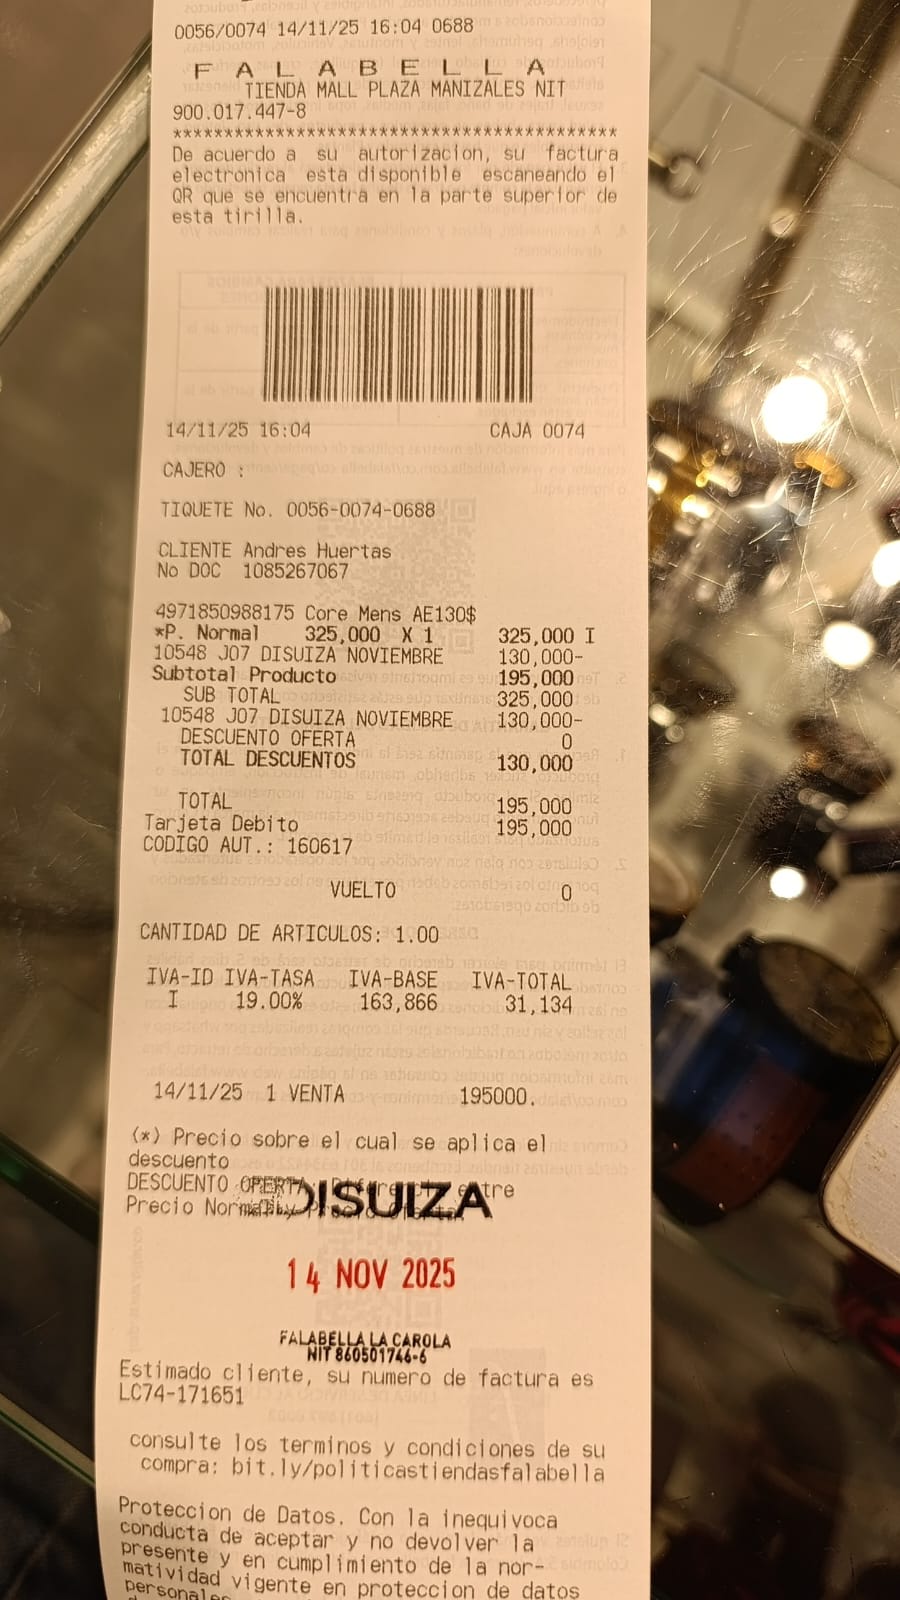 0056/0074 14/11/25 16:04 0688
F A L A B E L L A
TIENDA MALL PLAZA MANIZALES NIT
900.017.447-8
******************************************
De acuerdo a su autorizacion, su factura
electronica esta disponible escaneando el
QR que se encuentra en la parte superior de
esta tirilla.
14/11/25 16:04 CAJA 0074
CAJERO :
TIQUETE No. 0056-0074-0688
CLIENTE Andres Huertas
No DOC 1085267067
4971850988175 Core Mens AE130$
*P. Normal 325,000 X 1 325,000 I
10548 J07 DISUIZA NOVIEMBRE 130,000-
Subtotal Producto 195,000
SUB TOTAL 325,000
10548 J07 DISUIZA NOVIEMBRE 130,000-
DESCUENTO OFERTA 0
TOTAL DESCUENTOS 130,000
TOTAL 195,000
Tarjeta Debito 195,000
CODIGO AUT.: 160617
VUELTO 0
CANTIDAD DE ARTICULOS: 1.00
IVA-ID IVA-TASA IVA-BASE IVA-TOTAL
I 19.00% 163,866 31,134
14/11/25 1 VENTA 195000.
(*) Precio sobre el cual se aplica el
descuento
DESCUENTO OFERTA: Diferencia entre
Precio Normal y Precio Oferta.
DISUIZA
14 NOV 2025
FALABELLA LA CAROLA
NIT 860501746-6
Estimado cliente, su numero de factura es
LC74-171651
consulte los terminos y condiciones de su
compra: bit.ly/politicastiendasfalabella
Proteccion de Datos. Con la inequivoca
conducta de aceptar y no devolver la
presente y en cumplimiento de la nor-
matividad vigente en proteccion de datos
personales